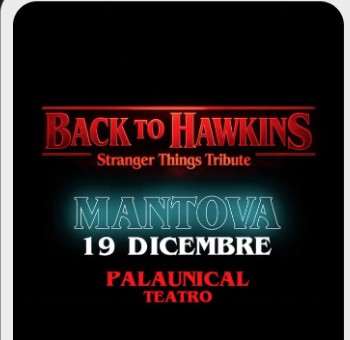 BACK TO HAWKINS
Stranger Things Tribute
MANTOVA
19 DICEMBRE
PALAUNICAL
TEATRO